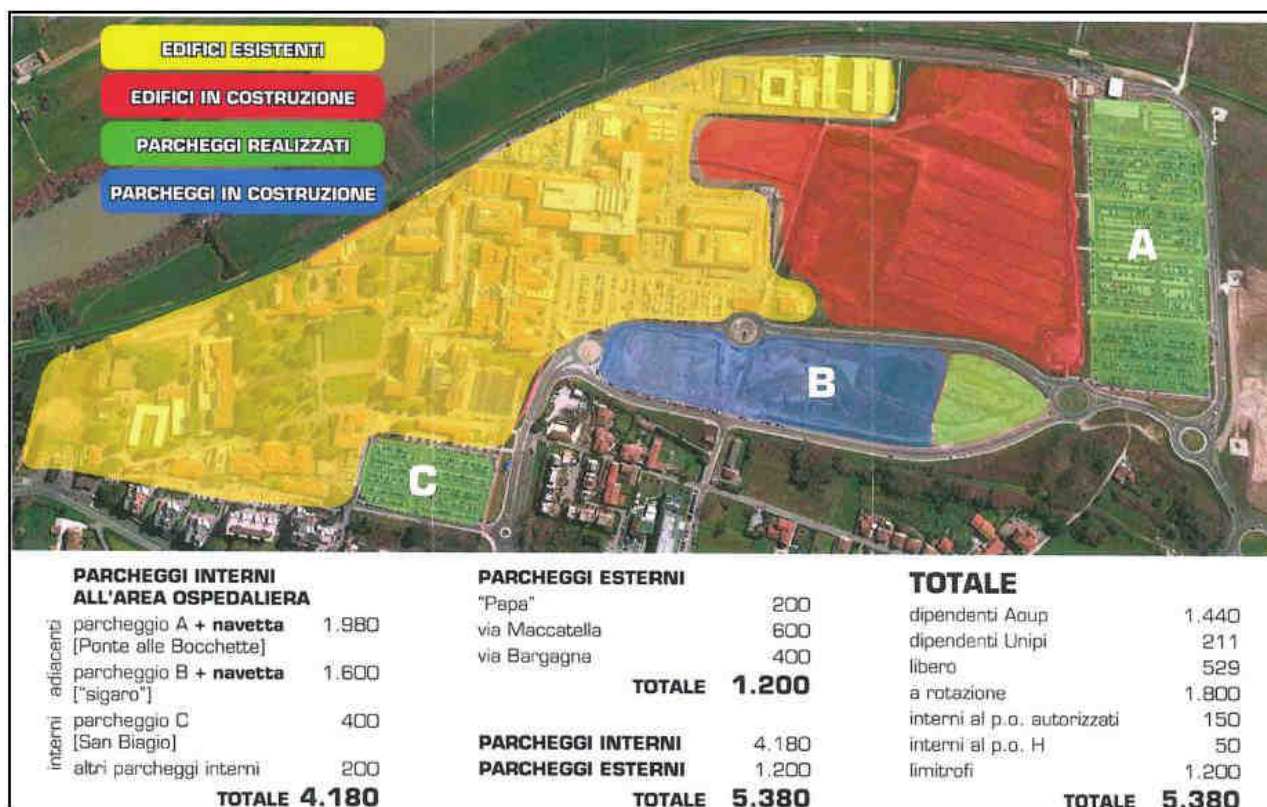 EDIFICI ESISTENTI
EDIFICI IN COSTRUZIONE
PARCHEGGI REALIZZATI
PARCHEGGI IN COSTRUZIONE
A
B
C
PARCHEGGI INTERNI
ALL'AREA OSPEDALIERA
adiacenti
parcheggio A + navetta 1.980
[Ponte alle Bocchette]
parcheggio B + navetta 1.600
["sigaro"]
interni
parcheggio C 400
[San Biagio]
altri parcheggi interni 200
TOTALE 4.180
PARCHEGGI ESTERNI
"Papa" 200
via Maccatella 600
via Bargagna 400
TOTALE 1.200
PARCHEGGI INTERNI 4.180
PARCHEGGI ESTERNI 1.200
TOTALE 5.380
TOTALE
dipendenti Aoup 1.440
dipendenti Unipi 211
libero 529
a rotazione 1.800
interni al p.o. autorizzati 150
interni al p.o. H 50
limitrofi 1.200
TOTALE 5.380